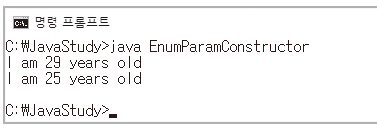 명령 프롬프트
C:₩JavaStudy>java EnumParamConstructor
I am 29 years old
I am 25 years old
C:₩JavaStudy>